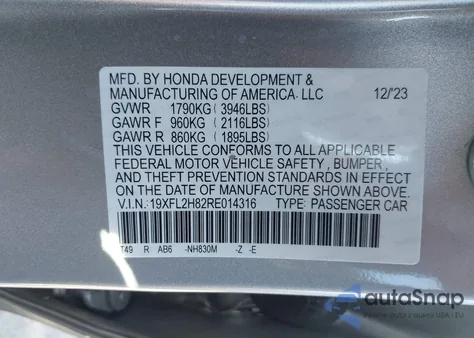 MFD. BY HONDA DEVELOPMENT &
MANUFACTURING OF AMERICA. LLC 12/'23
GVWR 1790KG (3946LBS)
GAWR F 960KG (2116LBS)
GAWR R 860KG (1895LBS)
THIS VEHICLE CONFORMS TO ALL APPLICABLE
FEDERAL MOTOR VEHICLE SAFETY, BUMPER,
AND THEFT PREVENTION STANDARDS IN EFFECT
ON THE DATE OF MANUFACTURE SHOWN ABOVE.
V.I.N.: 19XFL2H82RE014316 TYPE: PASSENGER CAR
T49 R AB6 -NH830M -Z -E
autoSnap